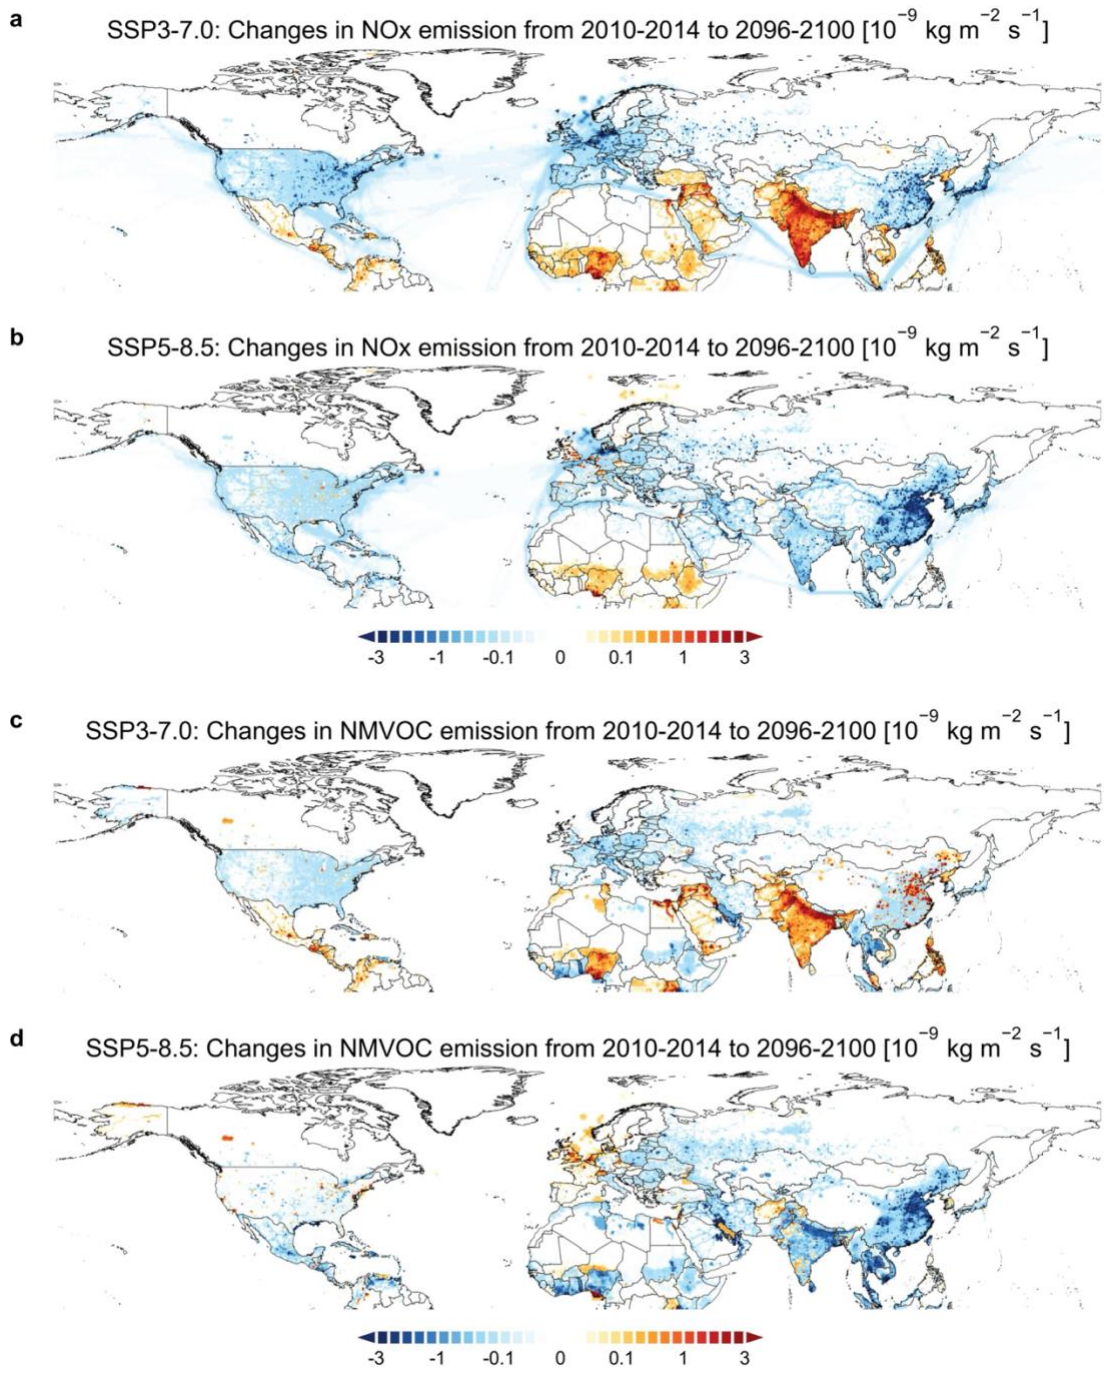 a
SSP3-7.0: Changes in NOx emission from 2010-2014 to 2096-2100 [10⁻⁹ kg m⁻² s⁻¹]
b
SSP5-8.5: Changes in NOx emission from 2010-2014 to 2096-2100 [10⁻⁹ kg m⁻² s⁻¹]
-3 -1 -0.1 0 0.1 1 3
c
SSP3-7.0: Changes in NMVOC emission from 2010-2014 to 2096-2100 [10⁻⁹ kg m⁻² s⁻¹]
d
SSP5-8.5: Changes in NMVOC emission from 2010-2014 to 2096-2100 [10⁻⁹ kg m⁻² s⁻¹]
-3 -1 -0.1 0 0.1 1 3